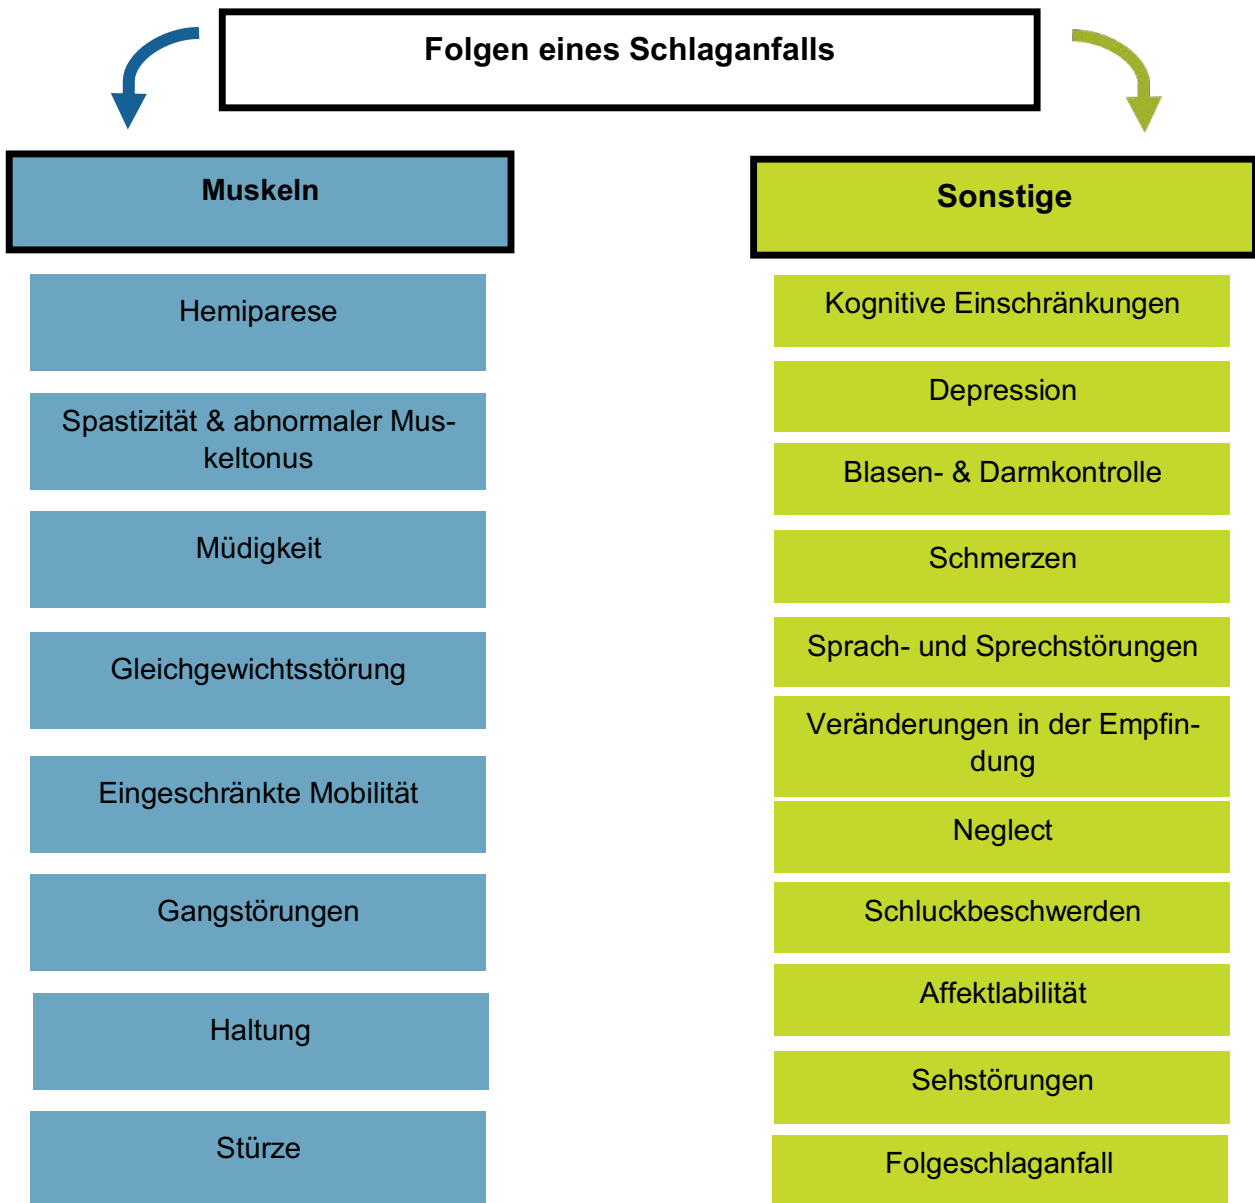 Folgen eines Schlaganfalls
Muskeln
Hemiparese
Spastizität & abnormaler Mus-
keltonus
Müdigkeit
Gleichgewichtsstörung
Eingeschränkte Mobilität
Gangstörungen
Haltung
Stürze
Sonstige
Kognitive Einschränkungen
Depression
Blasen- & Darmkontrolle
Schmerzen
Sprach- und Sprechstörungen
Veränderungen in der Empfin-
dung
Neglect
Schluckbeschwerden
Affektlabilität
Sehstörungen
Folgeschlaganfall